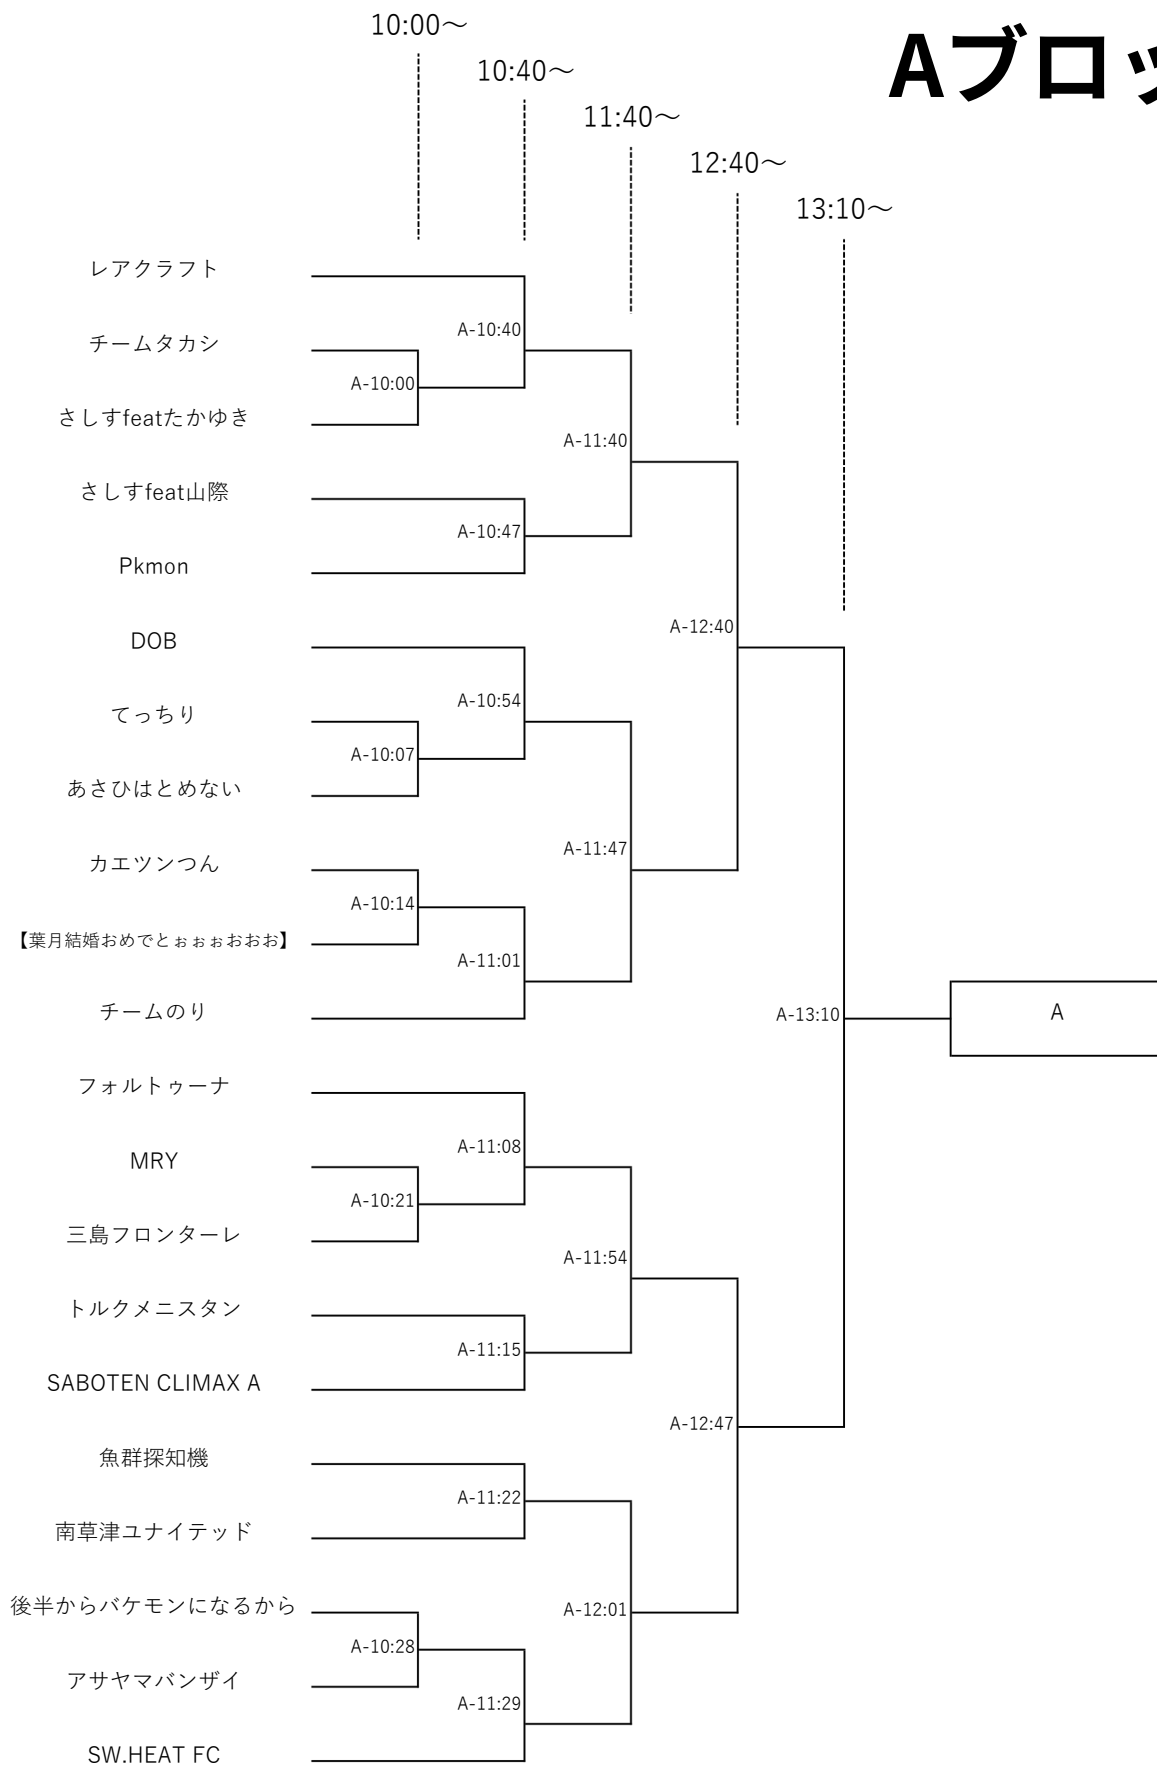 10:00～
Aブロッ
10:40～
11:40～
12:40～
13:10～
レアクラフト
A-10:40
チームタカシ
A-10:00
さしすfeatたかゆき
A-11:40
さしすfeat山際
A-10:47
Pkmon
A-12:40
DOB
A-10:54
てっちり
A-10:07
あさひはとめない
A-11:47
カエツンつん
A-10:14
【葉月結婚おめでとぉぉぉおおお】
A-11:01
チームのり
A-13:10
A
フォルトゥーナ
A-11:08
MRY
A-10:21
三島フロンターレ
A-11:54
トルクメニスタン
A-11:15
SABOTEN CLIMAX A
A-12:47
魚群探知機
A-11:22
南草津ユナイテッド
後半からバケモンになるから
A-12:01
A-10:28
アサヤマバンザイ
A-11:29
SW.HEAT FC